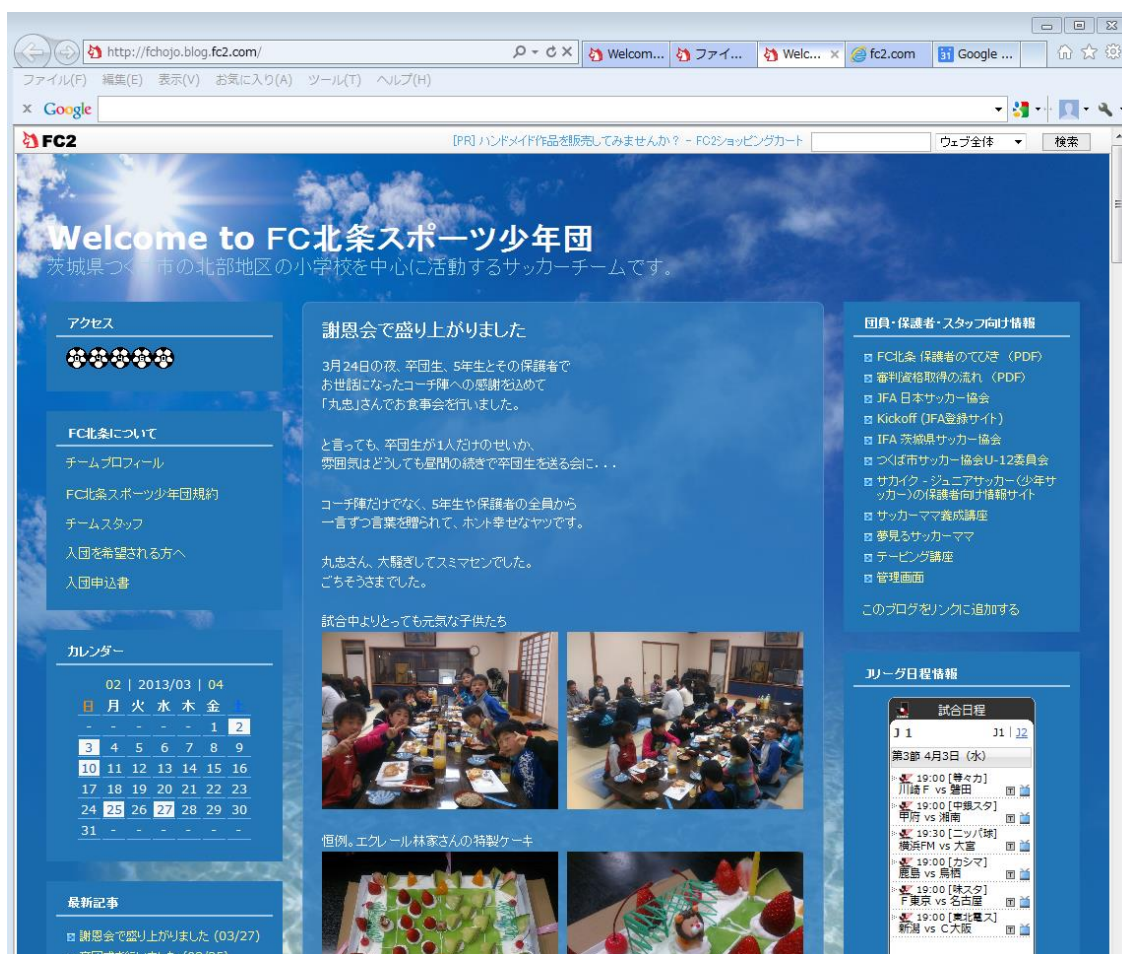 http://fchojo.blog.fc2.com/
Welcom...
ファイ...
Welc...
fc2.com
Google ...
ファイル(F) 編集(E) 表示(V) お気に入り(A) ツール(T) ヘルプ(H)
x Google
FC2
[PR] ハンドメイド作品を販売してみませんか? - FC2ショッピングカート
ウェブ全体
検索
Welcome to FC北条スポーツ少年団
茨城県つくば市の北部地区の小学校を中心に活動するサッカーチームです。
アクセス
FC北条について
チームプロフィール
FC北条スポーツ少年団規約
チームスタッフ
入団を希望される方へ
入団申込書
カレンダー
02 | 2013/03 | 04
日 月 火 水 木 金 土
- - - - - 1 2
3 4 5 6 7 8 9
10 11 12 13 14 15 16
17 18 19 20 21 22 23
24 25 26 27 28 29 30
31 - - - - - -
最新記事
謝恩会で盛り上がりました (03/27)
謝恩会で盛り上がりました
3月24日の夜、卒団生、5年生とその保護者で
お世話になったコーチ陣への感謝を込めて
「丸忠」さんでお食事会を行いました。
と言っても、卒団生が1人だけのせいか、
雰囲気はどうしても昼間の続きで卒団生を送る会に・・・
コーチ陣だけでなく、5年生や保護者の全員から
一言ずつ言葉を贈られて、ホント幸せなヤツです。
丸忠さん、大騒ぎしてスミマセンでした。
ごちそうさまでした。
試合中よりとっても元気な子供たち
恒例。エクレール林家さんの特製ケーキ
団員・保護者・スタッフ向け情報
FC北条 保護者のてびき (PDF)
審判資格取得の流れ (PDF)
JFA 日本サッカー協会
Kickoff (JFA登録サイト)
IFA 茨城県サッカー協会
つくば市サッカー協会U-12委員会
サカイク - ジュニアサッカー(少年サ
ッカー)の保護者向け情報サイト
サッカーママ養成講座
夢見るサッカーママ
テーピング講座
管理画面
このブログをリンクに追加する
Jリーグ日程情報
試合日程
J 1
J1 | J2
第3節 4月3日 (水)
19:00 [等々力]
川崎F vs 磐田
19:00 [中銀スタ]
甲府 vs 湘南
19:30 [ニッパ球]
横浜FM vs 大宮
19:00 [カシマ]
鹿島 vs 鳥栖
19:00 [味スタ]
F東京 vs 名古屋
19:00 [東北電ス]
新潟 vs C大阪